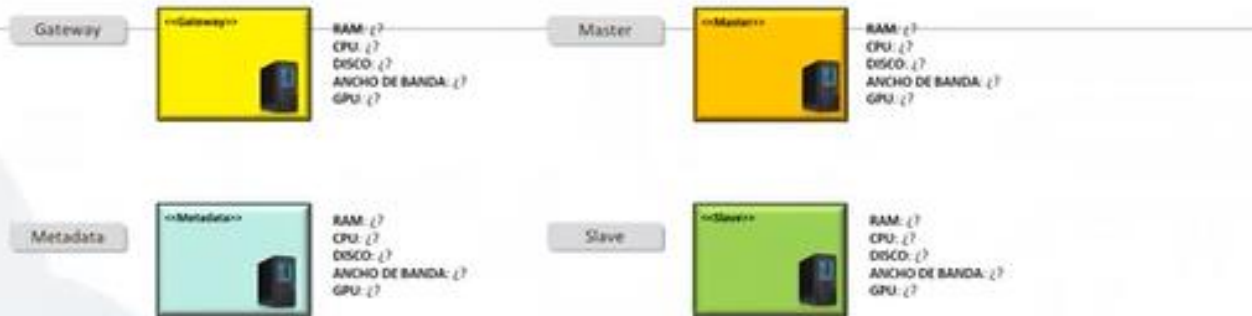 Gateway
<<Gateway>>
RAM: ¿?
CPU: ¿?
DISCO: ¿?
ANCHO DE BANDA: ¿?
GPU: ¿?
Master
<<Master>>
RAM: ¿?
CPU: ¿?
DISCO: ¿?
ANCHO DE BANDA: ¿?
GPU: ¿?
Metadata
<<Metadata>>
RAM: ¿?
CPU: ¿?
DISCO: ¿?
ANCHO DE BANDA: ¿?
GPU: ¿?
Slave
<<Slave>>
RAM: ¿?
CPU: ¿?
DISCO: ¿?
ANCHO DE BANDA: ¿?
GPU: ¿?